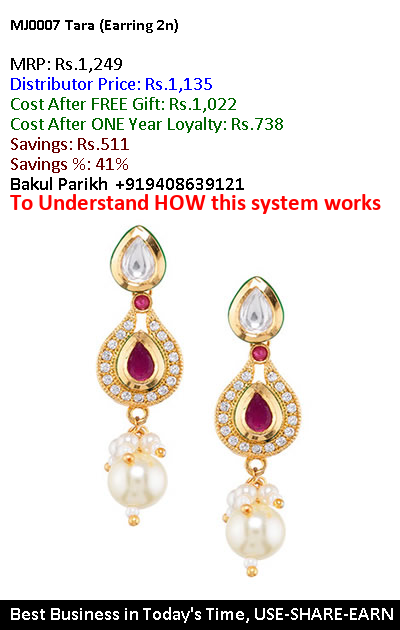 MJ0007 Tara (Earring 2n)
MRP: Rs.1,249
Distributor Price: Rs.1,135
Cost After FREE Gift: Rs.1,022
Cost After ONE Year Loyalty: Rs.738
Savings: Rs.511
Savings %: 41%
Bakul Parikh +919408639121
To Understand HOW this system works
Best Business in Today's Time, USE-SHARE-EARN